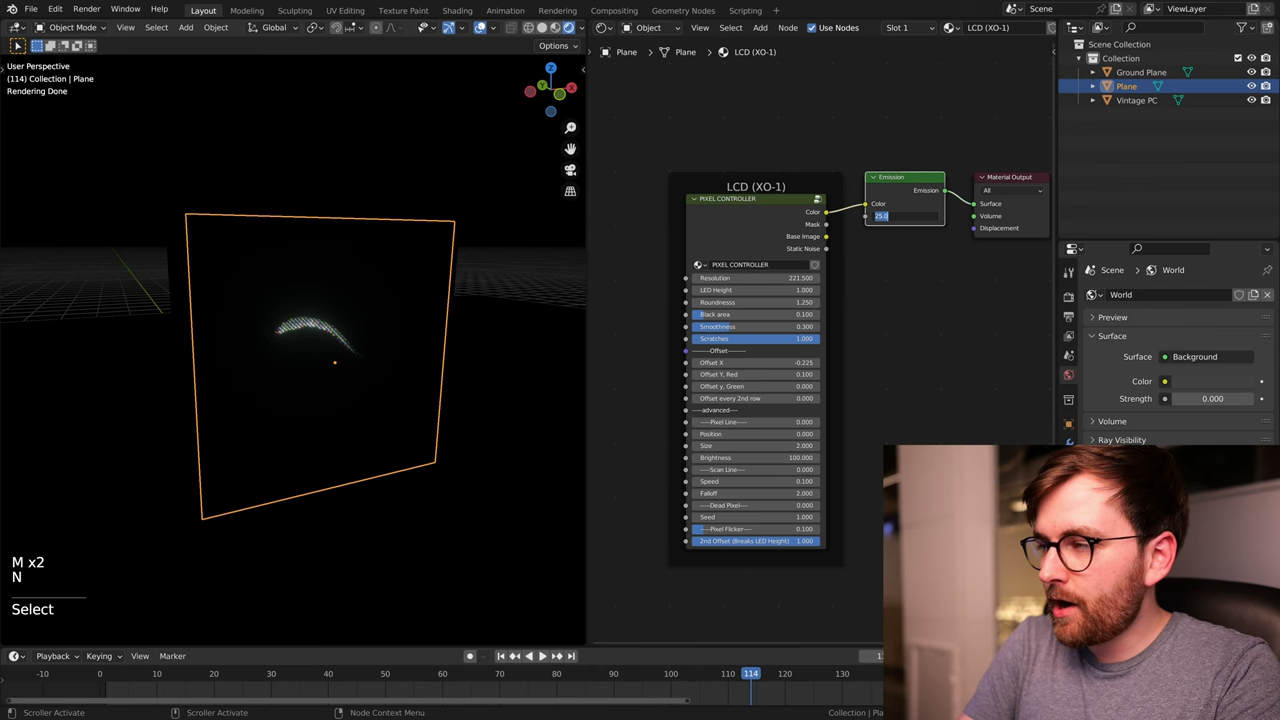 File Edit Render Window Help Layout Modeling Sculpting UV Editing Texture Paint Shading Animation Rendering Compositing Geometry Nodes Scripting Scene ViewLayer
Object Mode View Select Add Object Global Object View Select Add Node Use Nodes Slot 1 LCD (XO-1)
Options
Plane Plane LCD (XO-1)
User Perspective
(114) Collection | Plane
Rendering Done
Z
Y
X
Scene Collection
Collection
Ground Plane
Plane
Vintage PC
LCD (XO-1)
PIXEL CONTROLLER
Color
Mask
Base Image
Static Noise
PIXEL CONTROLLER
Resolution 221.500
LED Height 1.000
Roundnesss 1.250
Black area 0.100
Smoothness 0.300
Scratches 1.000
-------Offset-------
Offset X -0.225
Offset Y, Red 0.100
Offset y, Green 0.000
Offset every 2nd row 0.000
----advanced----
----Pixel Line---- 0.000
Position 0.000
Size 2.000
Brightness 100.000
----Scan Line---- 0.000
Speed 0.100
Falloff 2.000
----Dead Pixel---- 0.000
Seed 1.000
----Pixel Flicker---- 0.100
2nd Offset (Breaks LED Height) 1.000
Emission
Emission
Color
25.0
Material Output
All
Surface
Volume
Displacement
Scene World
World
Preview
Surface
Surface Background
Color
Strength 0.000
Volume
Ray Visibility
M x2
N
Select
Playback Keying View Marker
-10 0 10 20 30 40 50 60 70 80 90 100 114 120 130
Scroller Activate Scroller Activate Node Context Menu Collection | Pla